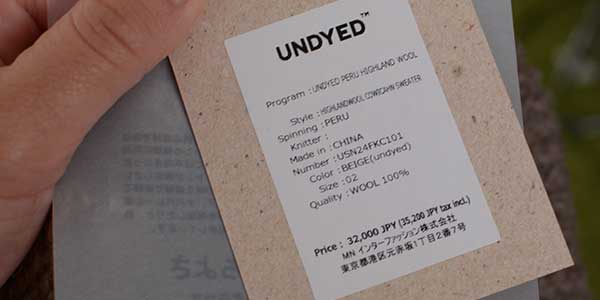 UNDYED™
Program : UNDYED PERU HIGHLAND WOOL
Style : HIGHLANDWOOL COWICAHN SWEATER
Spinning : PERU
Knitter :
Made in : CHINA
Number : USN24FKC101
Color : BEIGE(undyed)
Size : 02
Quality : WOOL 100%
Price : 32,000 JPY (35,200 JPY tax incl.)
MN インターファッション株式会社
東京都港区元赤坂1丁目2番7号